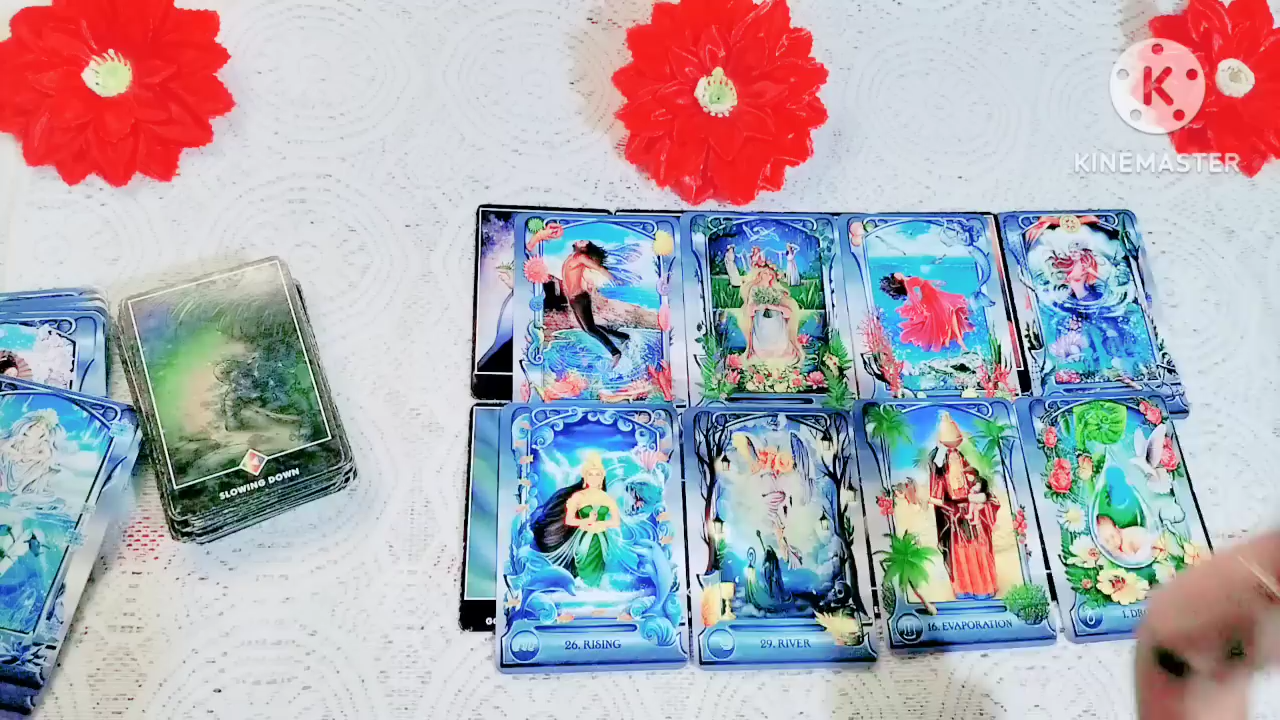 K
KINEMASTER
SLOWING DOWN
26. RISING
29. RIVER
16. EVAPORATION